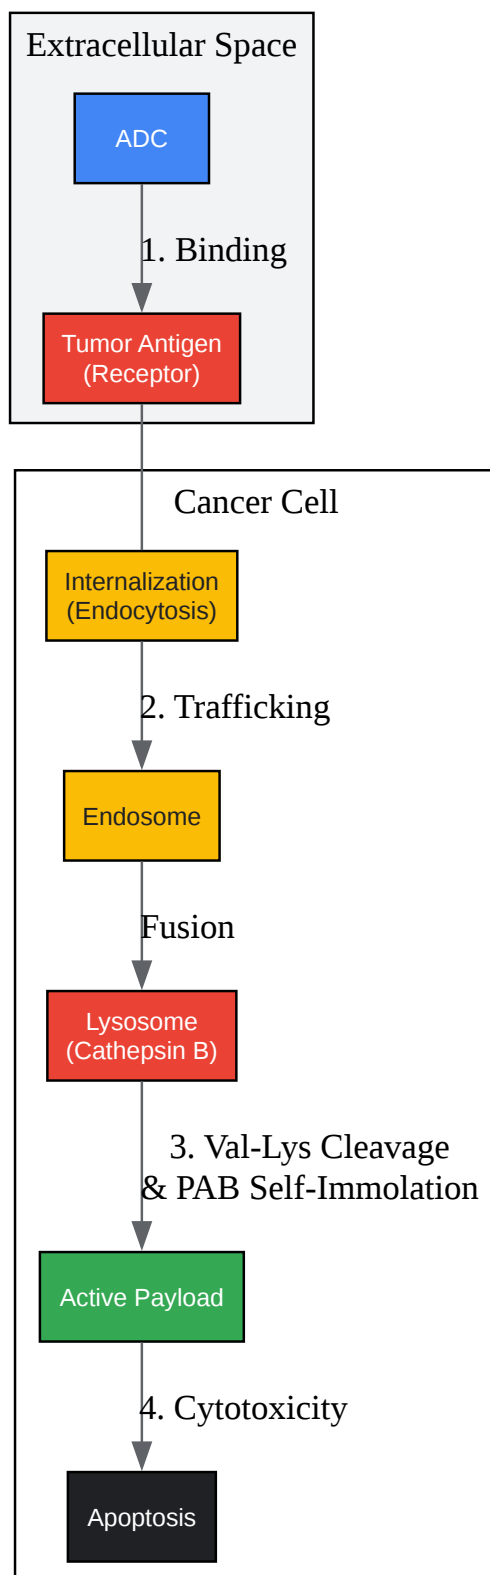 Extracellular Space
ADC
1. Binding
Tumor Antigen
(Receptor)
Cancer Cell
Internalization
(Endocytosis)
2. Trafficking
Endosome
Fusion
Lysosome
(Cathepsin B)
3. Val-Lys Cleavage
& PAB Self-Immolation
Active Payload
4. Cytotoxicity
Apoptosis